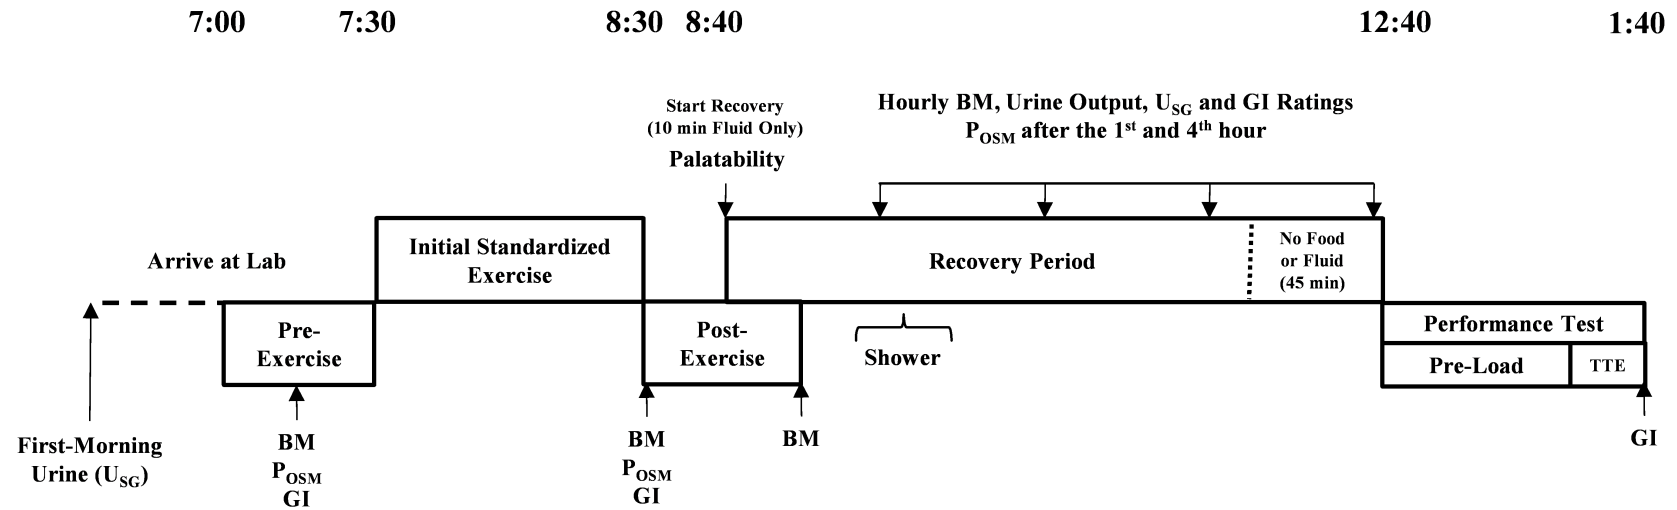 7:00 7:30 8:30 8:40 12:40 1:40
Start Recovery
(10 min Fluid Only)
Palatability
Hourly BM, Urine Output, USG and GI Ratings
POSM after the 1st and 4th hour
Arrive at Lab
Initial Standardized
Exercise
Recovery Period
No Food
or Fluid
(45 min)
Pre-
Exercise
Post-
Exercise
Shower
Performance Test
Pre-Load
TTE
First-Morning
Urine (USG)
BM
POSM
GI
BM
POSM
GI
BM
GI